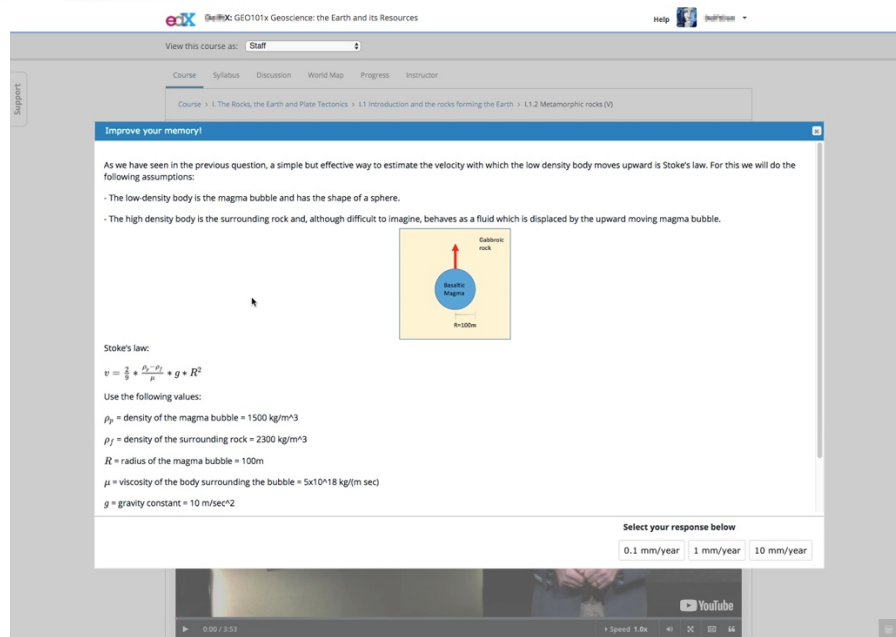 edX
X: GEO101x Geoscience: the Earth and its Resources
Help
View this course as: Staff
Support
Course Syllabus Discussion World Map Progress Instructor
Course > I. The Rocks, the Earth and Plate Tectonics > I.1 Introduction and the rocks forming the Earth > I.1.2 Metamorphic rocks (V)
Improve your memory!
As we have seen in the previous question, a simple but effective way to estimate the velocity with which the low density body moves upward is Stoke's law. For this we will do the
following assumptions:
- The low-density body is the magma bubble and has the shape of a sphere.
- The high density body is the surrounding rock and, although difficult to imagine, behaves as a fluid which is displaced by the upward moving magma bubble.
Gabbroic
rock
Basaltic
Magma
R=100m
Stoke's law:
v = 2/9 * (ρp−ρf)/μ * g * R²
Use the following values:
ρp = density of the magma bubble = 1500 kg/m^3
ρf = density of the surrounding rock = 2300 kg/m^3
R = radius of the magma bubble = 100m
μ = viscosity of the body surrounding the bubble = 5x10^18 kg/(m sec)
g = gravity constant = 10 m/sec^2
Select your response below
0.1 mm/year 1 mm/year 10 mm/year
YouTube
0:00 / 3:53
Speed 1.0x